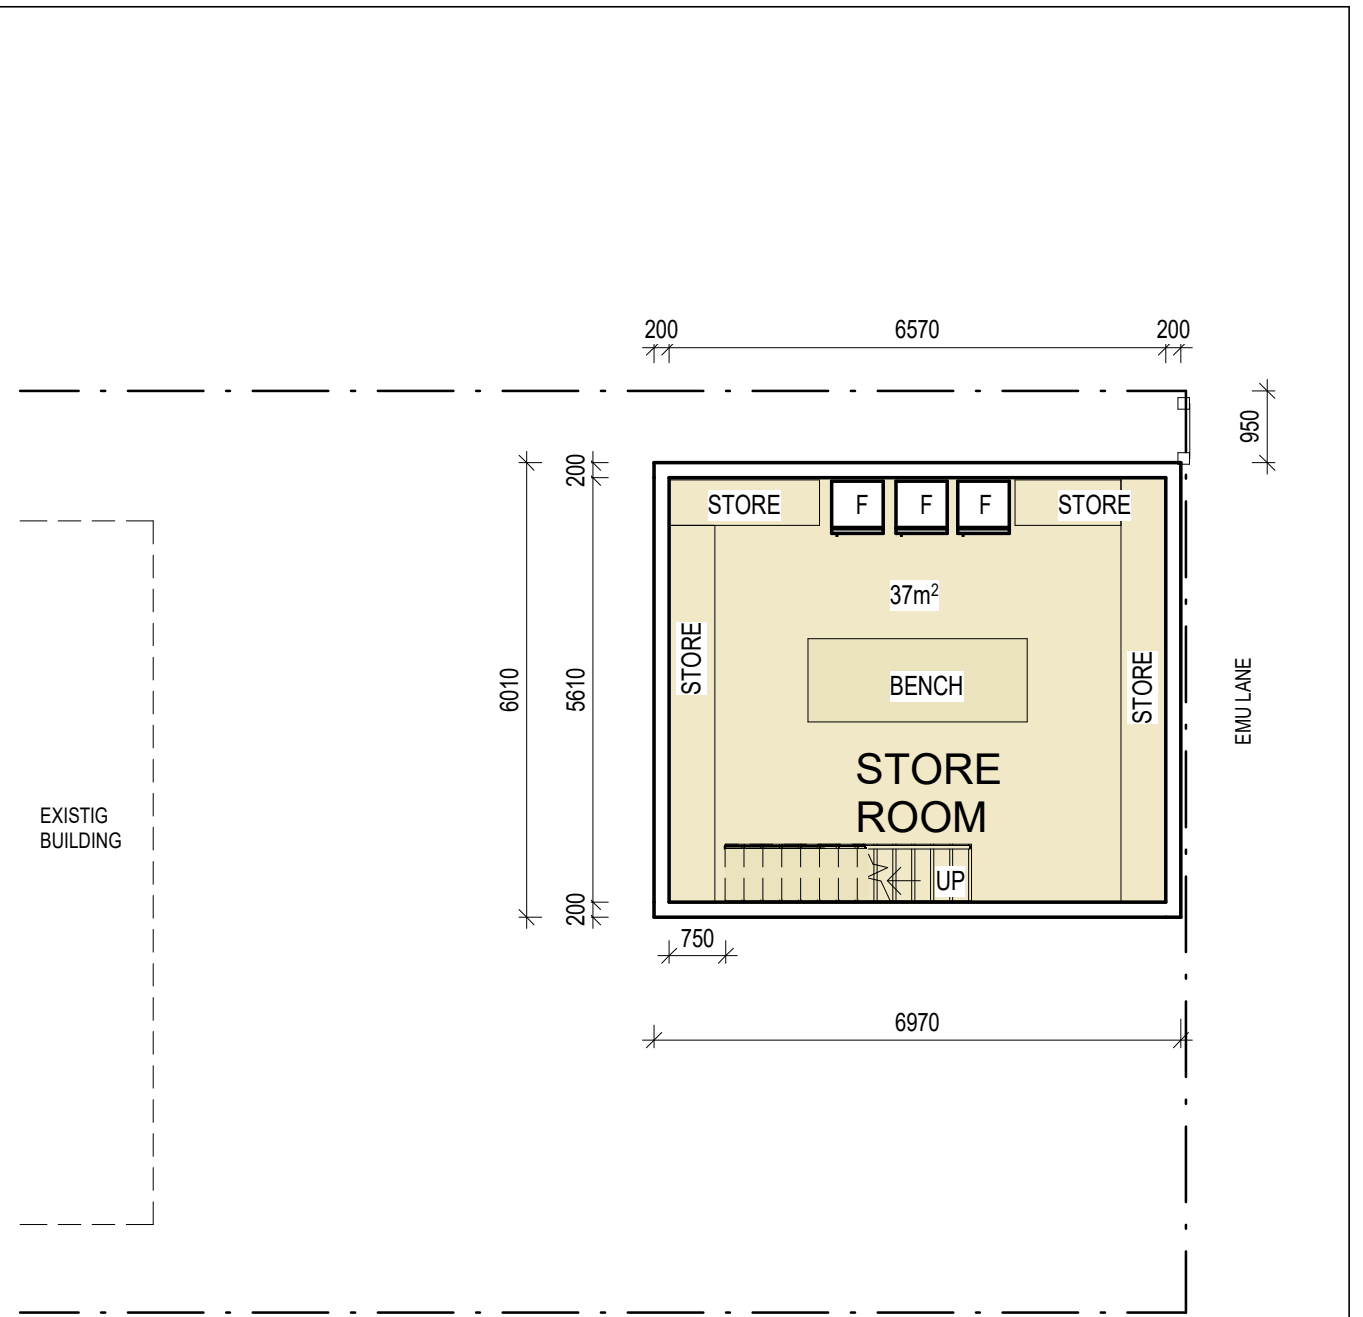 200
6570
200
950
200
STORE
F
F
F
STORE
37m²
STORE
BENCH
STORE
6010
5610
EMU LANE
STORE
ROOM
EXISTIG
BUILDING
UP
200
750
6970